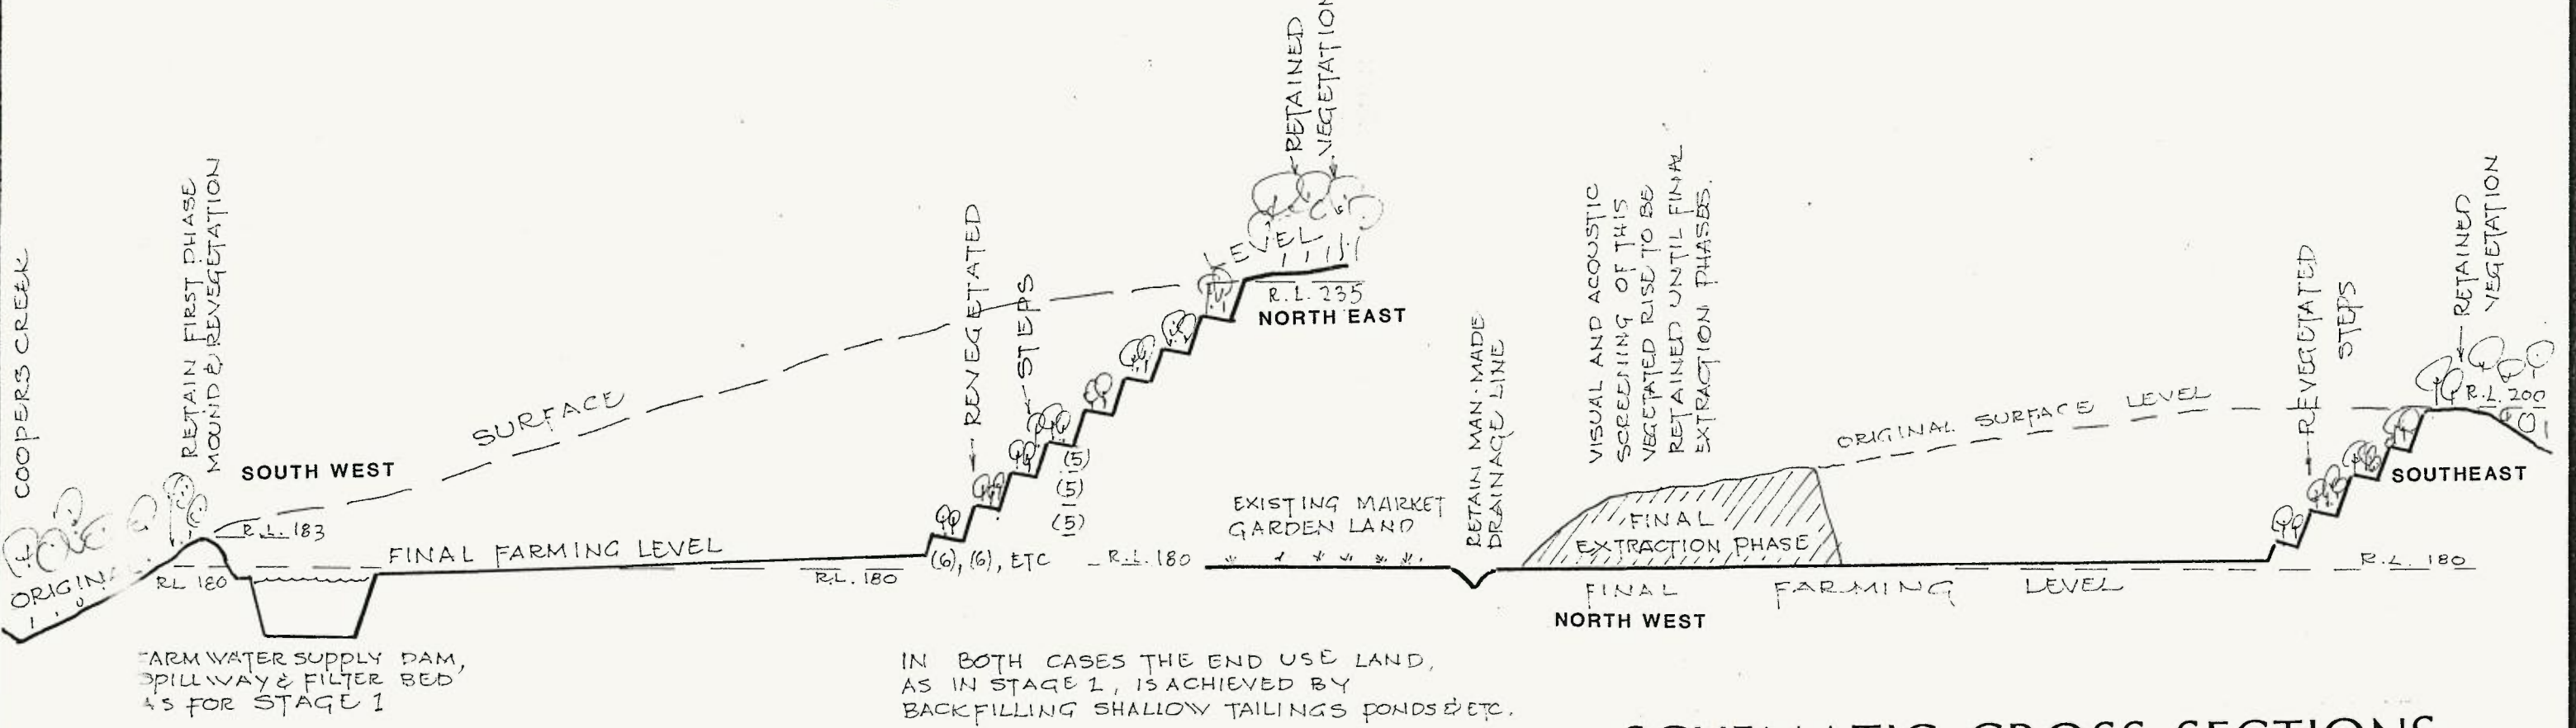 COOPERS CREEK
RETAIN FIRST PHASE
MOUND & REVEGETATION
SOUTH WEST
R.L. 183
ORIGINA
RL 180
SURFACE
FINAL FARMING LEVEL
R.L. 180
ARM WATER SUPPLY DAM,
SPILLWAY & FILTER BED
AS FOR STAGE 1
REVEGETATED
STEPS
(5)
(5)
(5)
(6), (6), ETC
R.L. 180
RETAINED
VEGETATION
LEVEL
R.L. 235
NORTH EAST
EXISTING MARKET
GARDEN LAND
RETAIN MAN-MADE
DRAINAGE LINE
VISUAL AND ACOUSTIC
SCREENING OF THIS
VEGETATED RISE TO BE
RETAINED UNTIL FINAL
EXTRACTION PHASES.
FINAL
EXTRACTION PHASE
FINAL FARMING LEVEL
NORTH WEST
ORIGINAL SURFACE LEVEL
REVEGETATED
STEPS
RETAINED
VEGETATION
R.L. 200
SOUTHEAST
R.L. 180
IN BOTH CASES THE END USE LAND,
AS IN STAGE 1, IS ACHIEVED BY
BACKFILLING SHALLOW TAILINGS PONDS & ETC.
SCHEMATIC CROSS SECTIONS